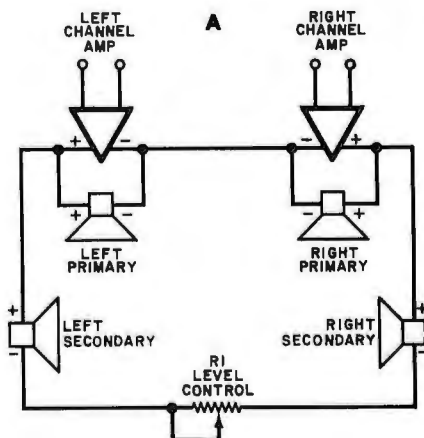 A
LEFT
CHANNEL
AMP
RIGHT
CHANNEL
AMP
+ −
− +
+ −
− +
LEFT
PRIMARY
RIGHT
PRIMARY
+
−
LEFT
SECONDARY
RIGHT
SECONDARY
+
−
R1
LEVEL
CONTROL